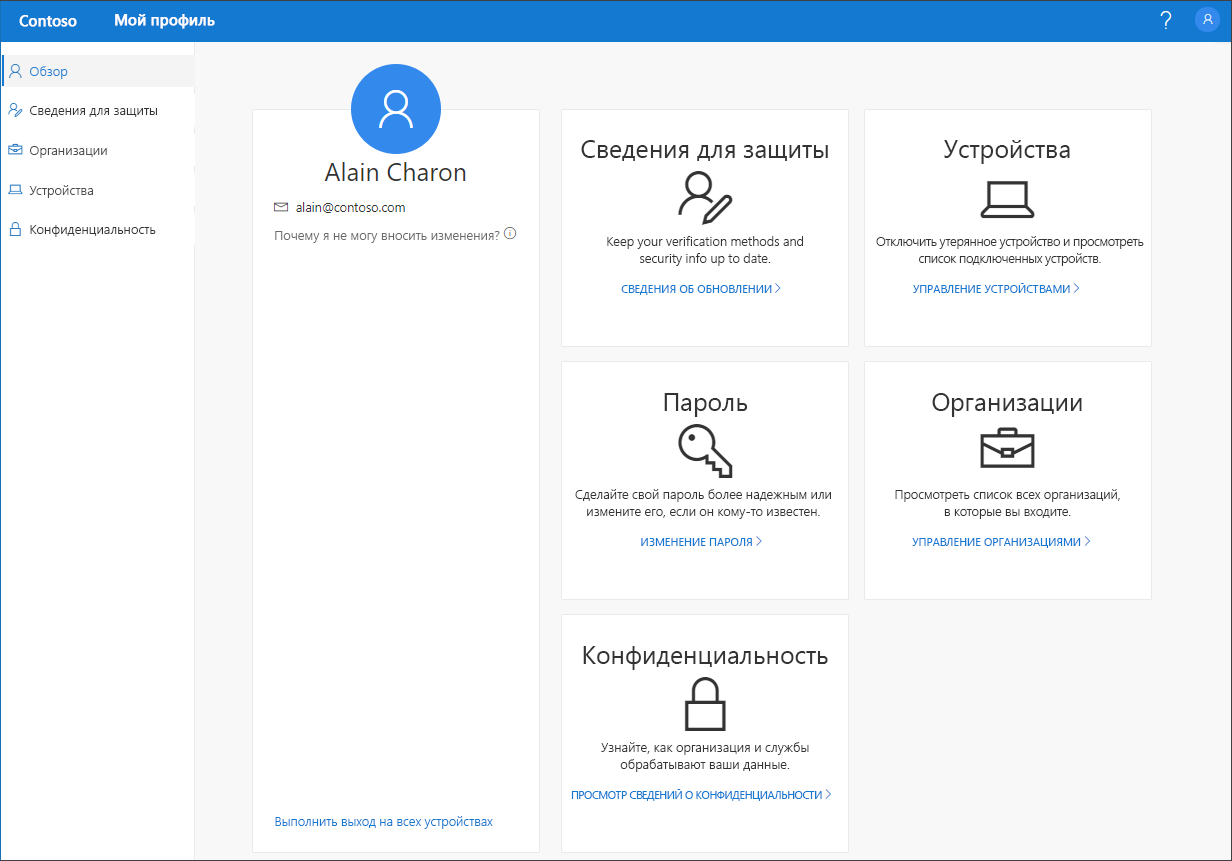 Contoso
Мой профиль
?
Обзор
Сведения для защиты
Организации
Устройства
Конфиденциальность
Alain Charon
alain@contoso.com
Почему я не могу вносить изменения?
Выполнить выход на всех устройствах
Сведения для защиты
Keep your verification methods and
security info up to date.
СВЕДЕНИЯ ОБ ОБНОВЛЕНИИ
Устройства
Отключить утерянное устройство и просмотреть
список подключенных устройств.
УПРАВЛЕНИЕ УСТРОЙСТВАМИ
Пароль
Сделайте свой пароль более надежным или
измените его, если он кому-то известен.
ИЗМЕНЕНИЕ ПАРОЛЯ
Организации
Просмотреть список всех организаций,
в которые вы входите.
УПРАВЛЕНИЕ ОРГАНИЗАЦИЯМИ
Конфиденциальность
Узнайте, как организация и службы
обрабатывают ваши данные.
ПРОСМОТР СВЕДЕНИЙ О КОНФИДЕНЦИАЛЬНОСТИ